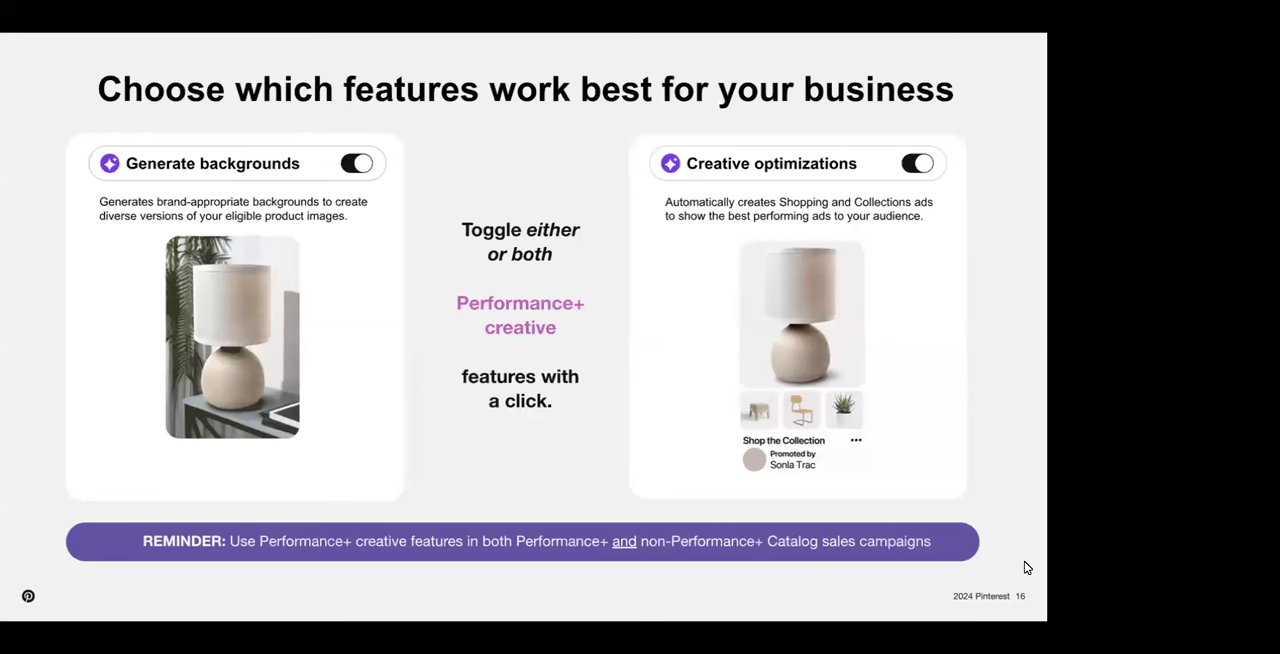 Choose which features work best for your business
Generate backgrounds
Generates brand-appropriate backgrounds to create
diverse versions of your eligible product images.
Toggle either
or both
Performance+
creative
features with
a click.
Creative optimizations
Automatically creates Shopping and Collections ads
to show the best performing ads to your audience.
Shop the Collection
Promoted by
Sonla Trac
REMINDER: Use Performance+ creative features in both Performance+ and non-Performance+ Catalog sales campaigns
2024 Pinterest 16